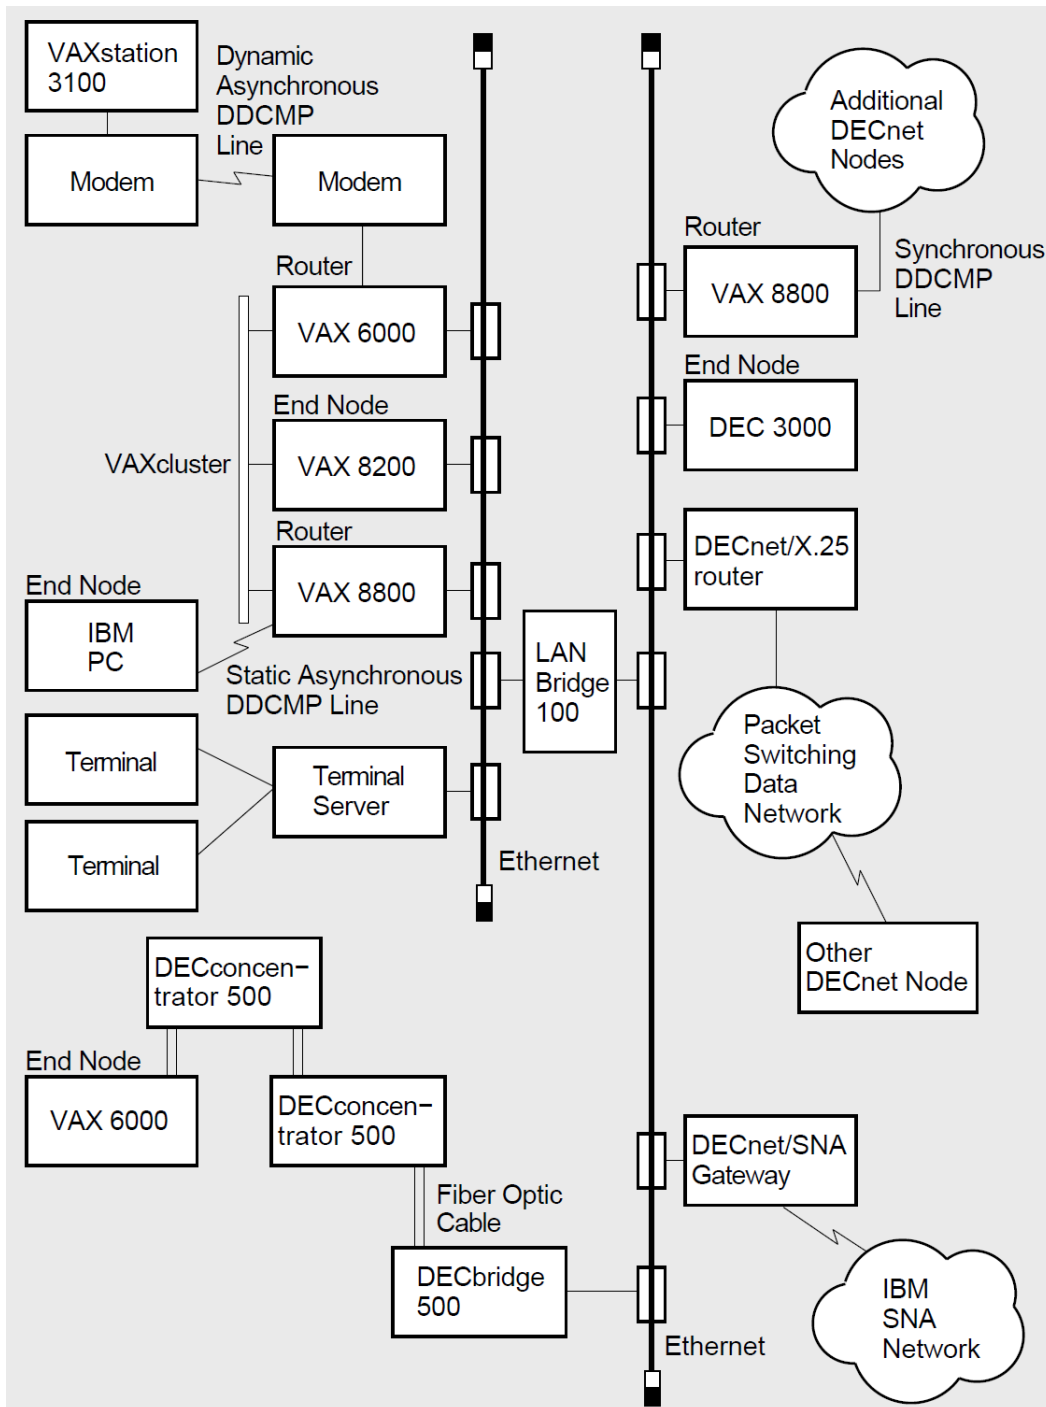 VAXstation
3100
Dynamic
Asynchronous
DDCMP
Line
Modem
Modem
Router
VAX 6000
End Node
VAX 8200
VAXcluster
Router
VAX 8800
End Node
IBM
PC
Static Asynchronous
DDCMP Line
LAN
Bridge
100
Terminal
Terminal
Server
Terminal
Ethernet
Additional
DECnet
Nodes
Router
VAX 8800
Synchronous
DDCMP
Line
End Node
DEC 3000
DECnet/X.25
router
Packet
Switching
Data
Network
Other
DECnet Node
DECconcen-
trator 500
End Node
VAX 6000
DECconcen-
trator 500
Fiber Optic
Cable
DECbridge
500
DECnet/SNA
Gateway
IBM
SNA
Network
Ethernet